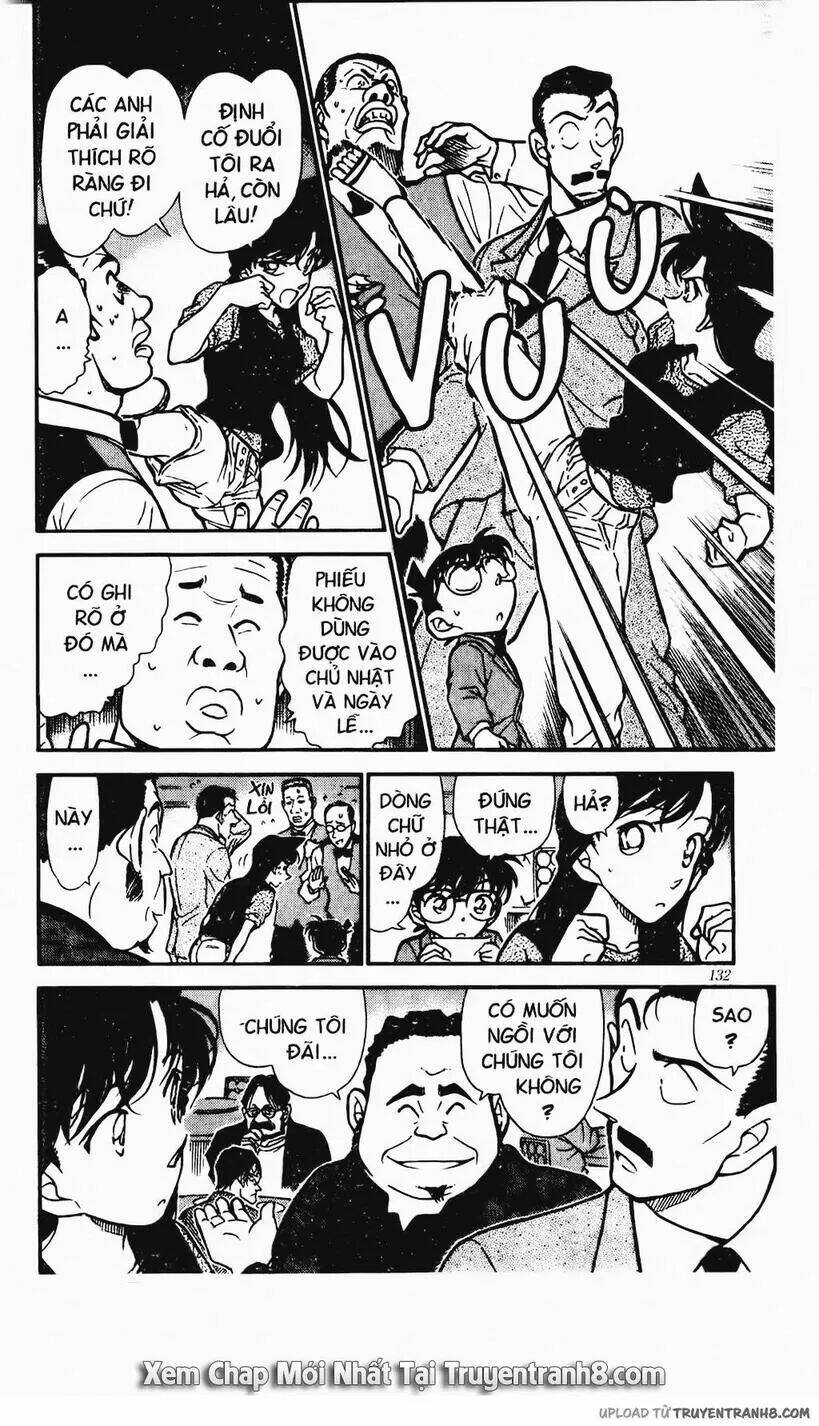 VÙÙ
ĐỊNH
CỐ ĐUỔI
TÔI RA
HẢ, CÒN
LÂU!
CÁC ANH
PHẢI GIẢI
THÍCH RÕ
RÀNG ĐI
CHỨ!
A
...
PHIẾU
KHÔNG
DÙNG
ĐƯỢC VÀO
CHỦ NHẬT
VÀ NGÀY
LỄ...
CÓ GHI
RÕ Ở
ĐÓ MÀ
...
HẢ?
ĐÚNG
THẬT...
DÒNG
CHỮ
NHỎ Ở
ĐÂY
...
XIN
LỖI
NÀY
...
132
SAO
?
CÓ MUỐN
NGỒI VỚI
CHÚNG TÔI
KHÔNG
?
-CHÚNG TÔI
ĐÃI...
Xem Chap Mới Nhất Tại Truyentranh8.com
UPLOAD TỪ TRUYENTRANH8.COM